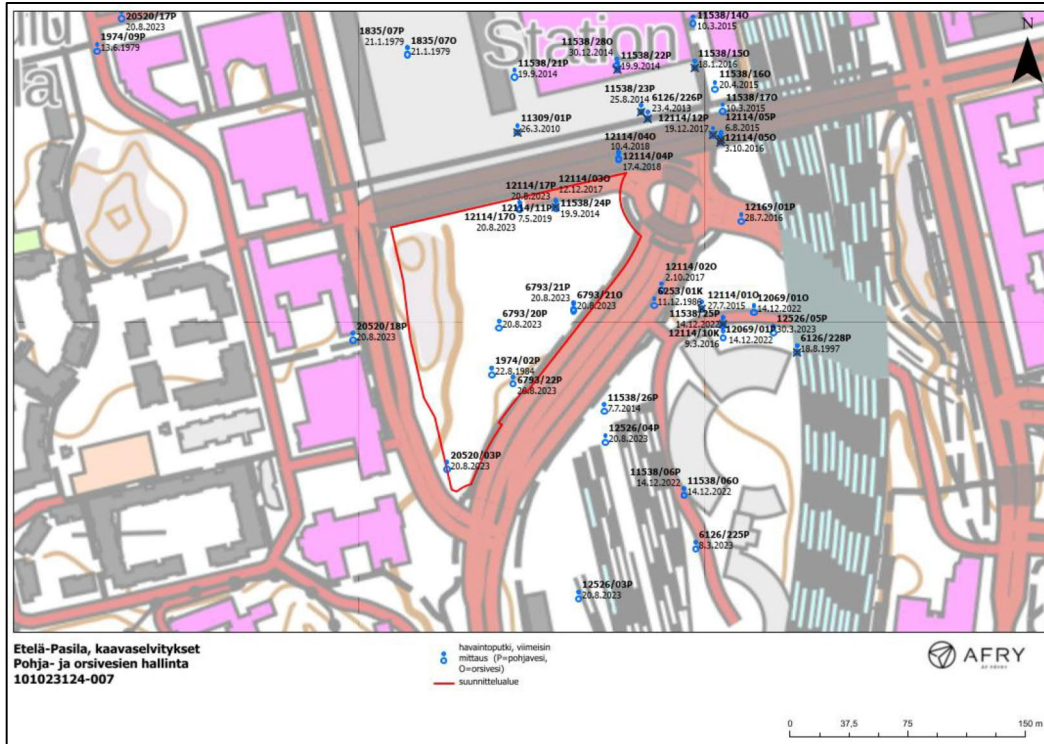 20520/17P
20.8.2023
1974/09P
13.6.1979
ulu
la
1835/07P
21.1.1979
1835/07O
21.1.1979
Station
11538/14O
10.3.2015
N
11538/28O
30.12.2014
11538/22P
19.9.2014
11538/15O
18.1.2016
11538/21P
19.9.2014
11538/16O
20.4.2015
11538/23P
25.8.2014
6126/226P
23.4.2013
11538/17O
10.3.2015
11309/01P
26.3.2010
12114/12P
19.12.2017
12114/05P
6.8.2015
12114/04O
10.4.2018
12114/05O
3.10.2016
12114/04P
17.4.2018
12114/03O
12.12.2017
12114/17P
20.8.2023
12114/11P
7.5.2019
11538/24P
19.9.2014
12114/17O
20.8.2023
12169/01P
28.7.2016
12114/02O
2.10.2017
6793/21P
20.8.2023
6793/21O
20.8.2023
6253/01K
11.12.1986
12114/01O
27.7.2015
12069/01O
14.12.2022
6793/20P
20.8.2023
11538/25P
14.12.2022
12526/05P
30.3.2023
20520/18P
20.8.2023
12114/10K
9.3.2016
12069/01P
14.12.2022
6126/228P
18.8.1997
1974/02P
22.8.1984
6793/22P
20.8.2023
11538/26P
7.7.2014
12526/04P
20.8.2023
20520/03P
20.8.2023
11538/06P
14.12.2022
11538/06O
14.12.2022
6126/225P
8.3.2023
12526/03P
20.8.2023
Etelä-Pasila, kaavaselvitykset
Pohja- ja orsivesien hallinta
101023124-007
havaintoputki, viimeisin
mittaus (P=pohjavesi,
O=orsivesi)
suunnittelualue
AFRY
0 37,5 75 150 m